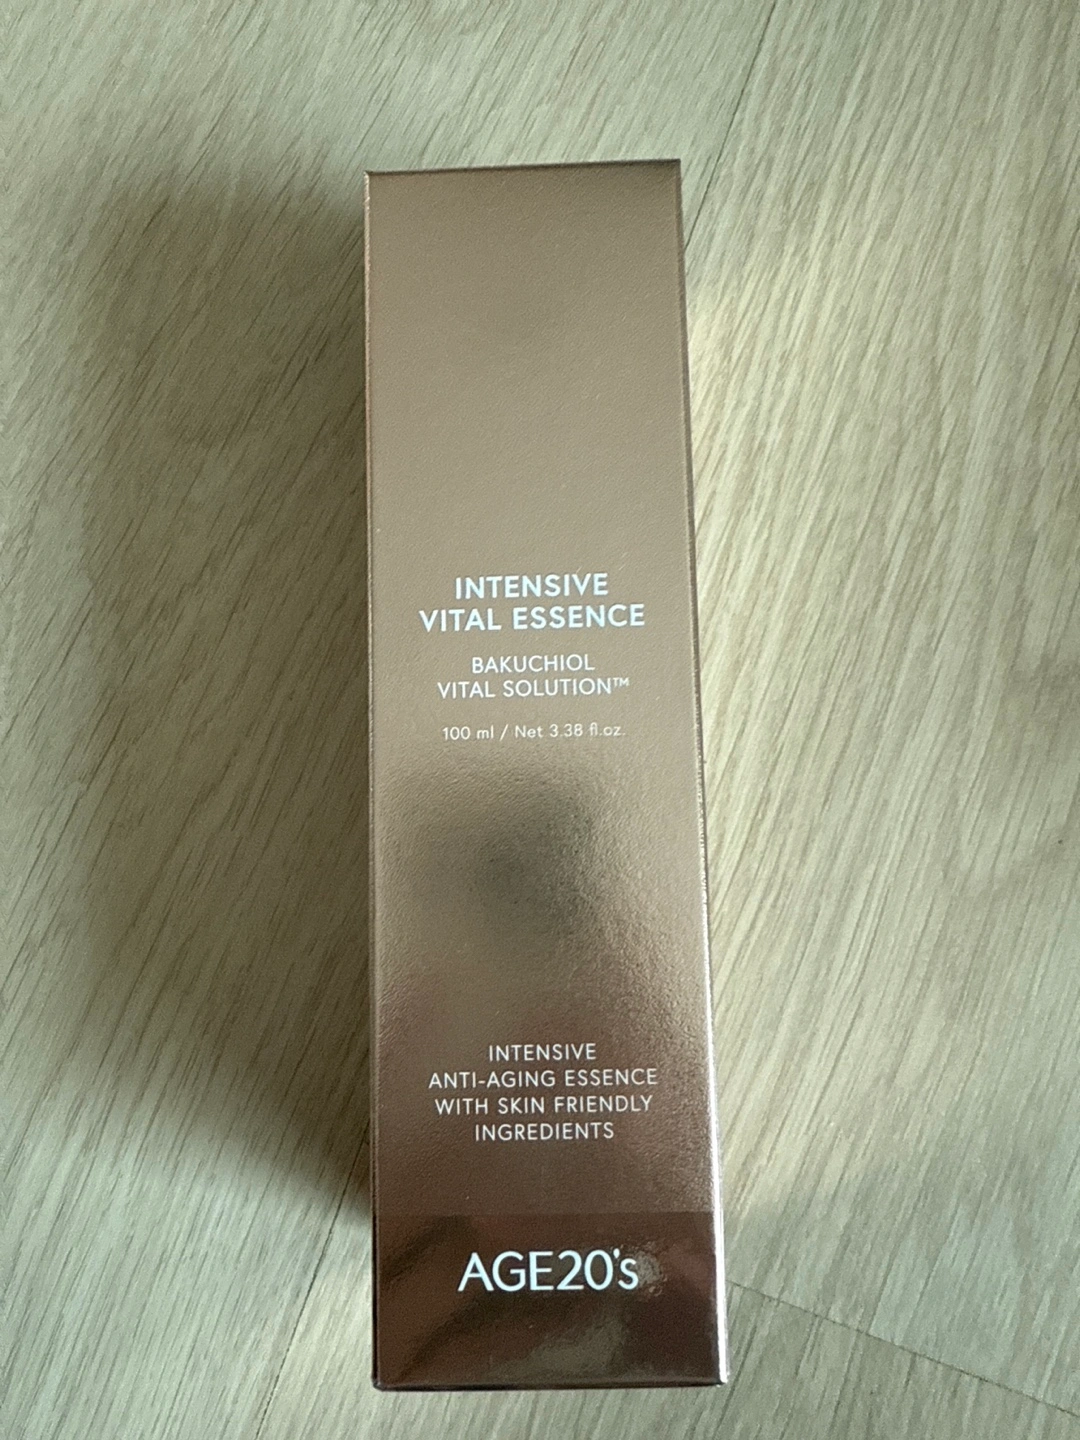 INTENSIVE
VITAL ESSENCE
BAKUCHIOL
VITAL SOLUTION™
100 ml / Net 3.38 fl.oz.
INTENSIVE
ANTI-AGING ESSENCE
WITH SKIN FRIENDLY
INGREDIENTS
AGE20's